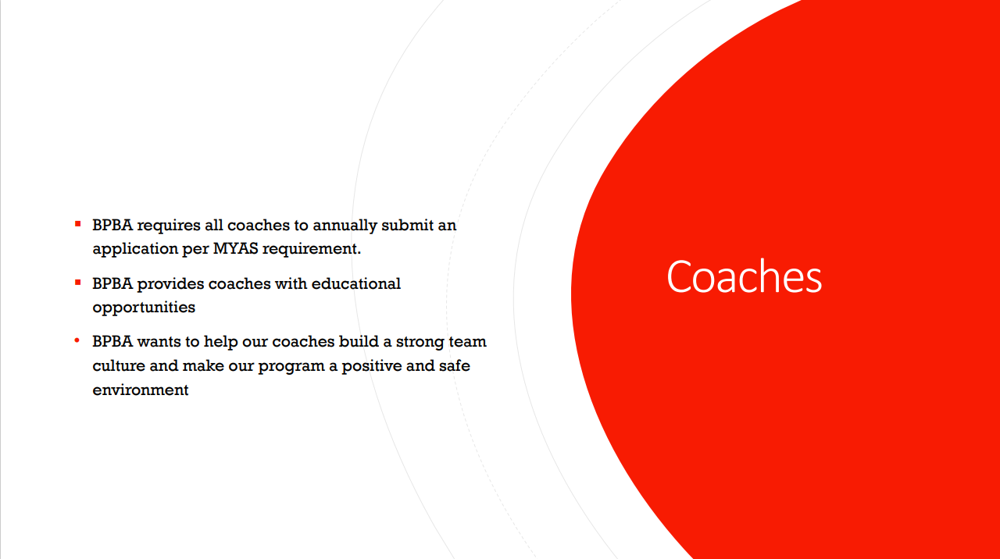 BPBA requires all coaches to annually submit an
application per MYAS requirement.
BPBA provides coaches with educational
opportunities
BPBA wants to help our coaches build a strong team
culture and make our program a positive and safe
environment
Coaches